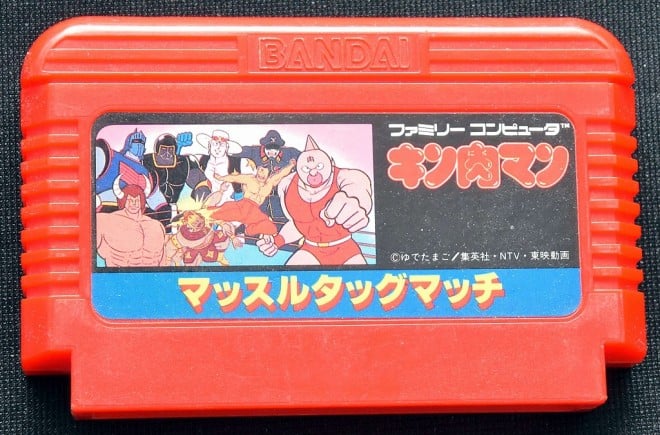 BANDAI
ファミリー コンピュータ™
キン肉マン
©ゆでたまご/集英社・NTV・東映動画
マッスルタッグマッチ